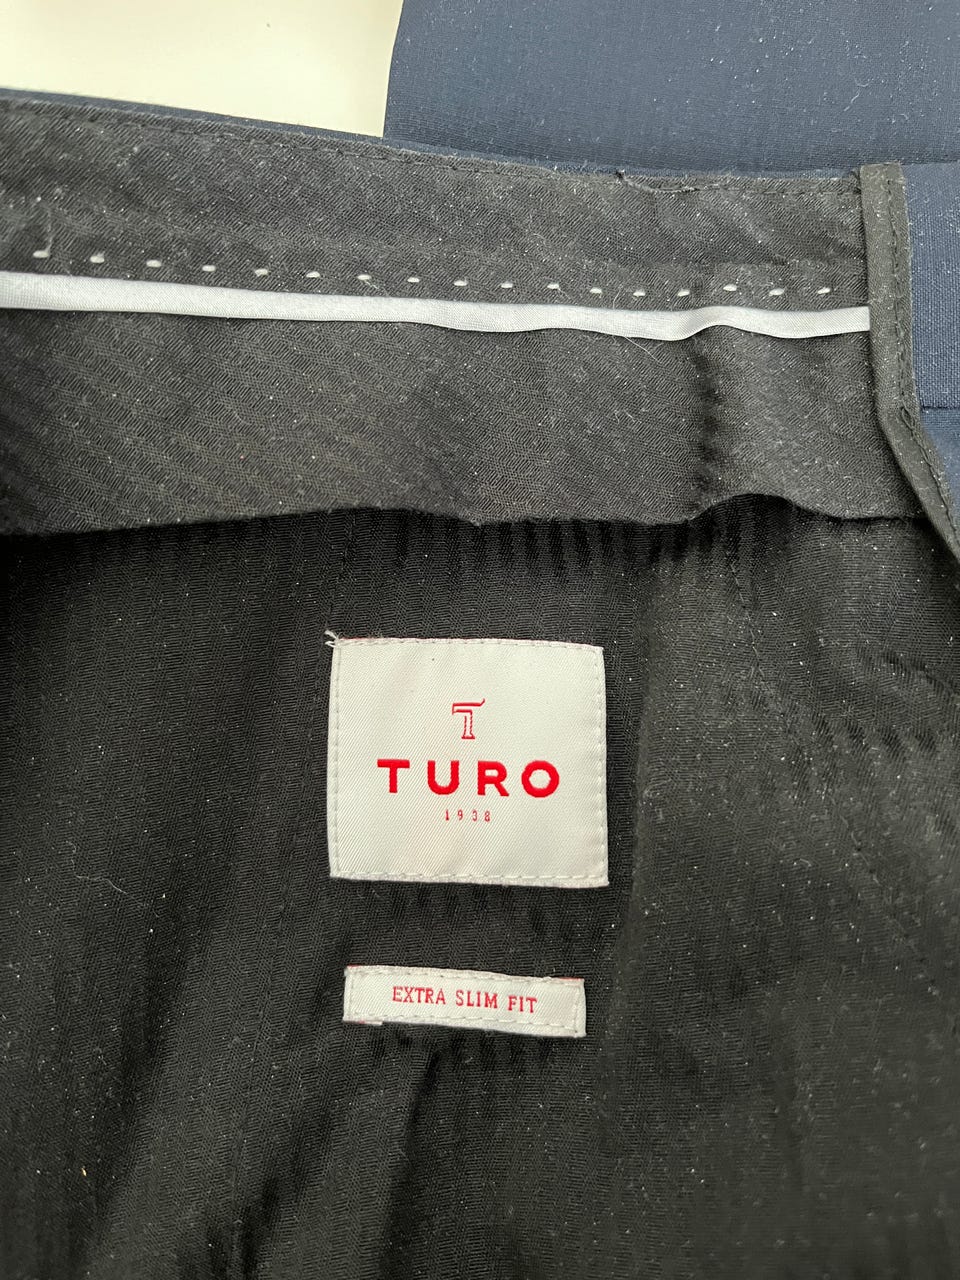 TURO
1938
EXTRA SLIM FIT